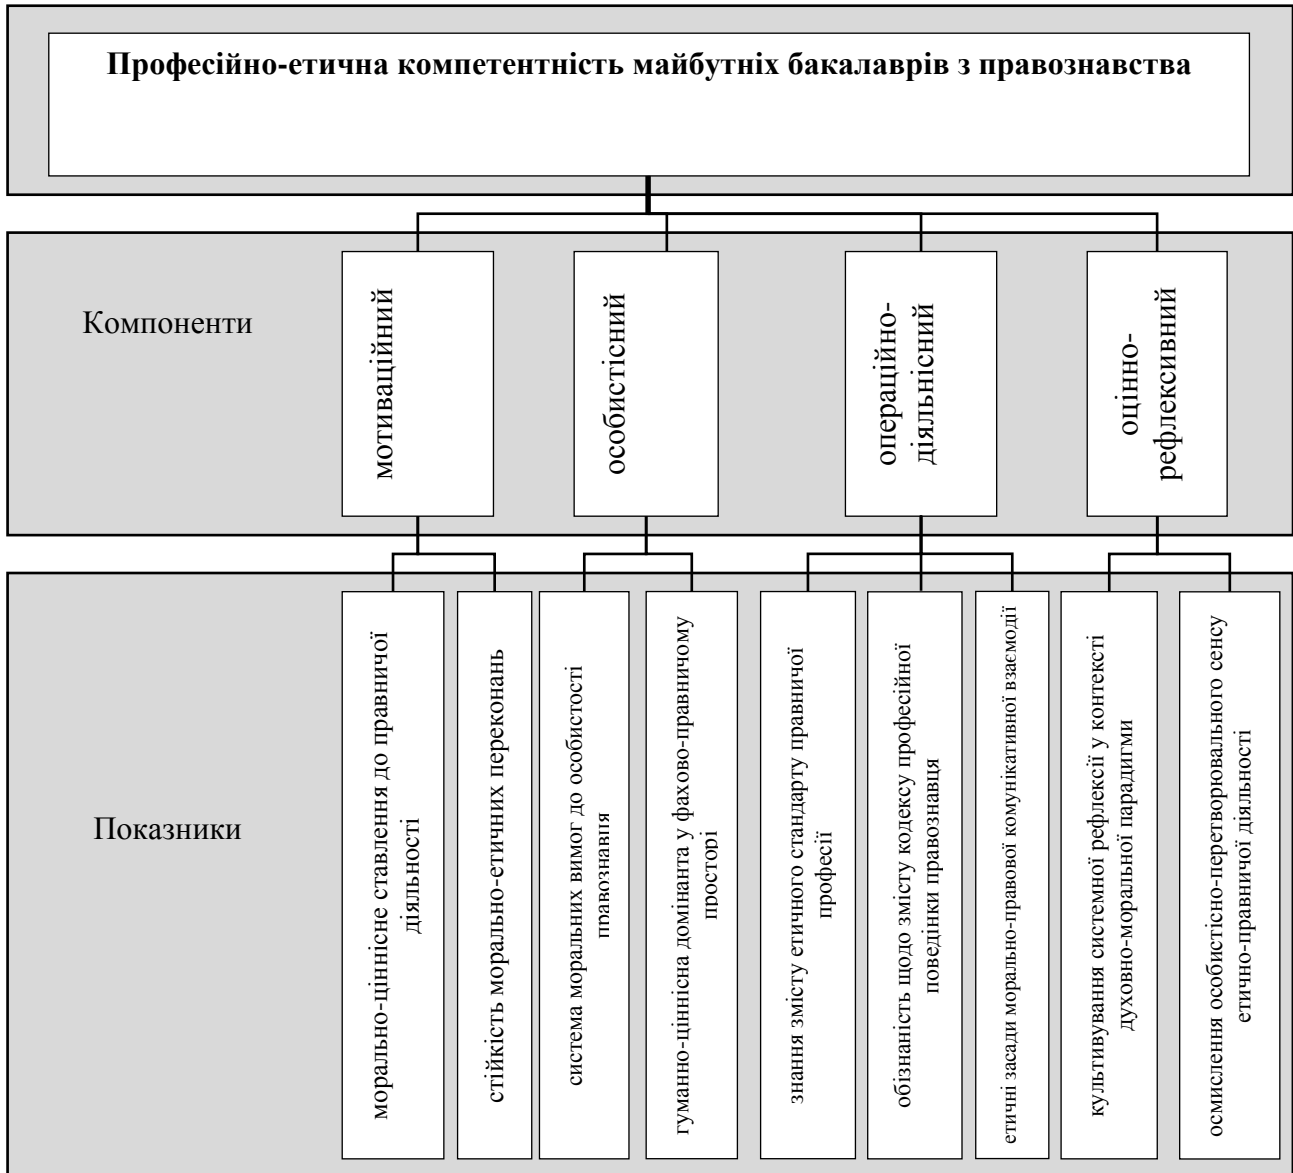 Професійно-етична компетентність майбутніх бакалаврів з правознавства
Компоненти
мотиваційний
особистісний
операційно-
діяльнісний
оцінно-
рефлексивний
Показники
морально-ціннісне ставлення до правничої
діяльності
стійкість морально-етичних переконань
система моральних вимог до особистості
правознавця
гуманно-ціннісна домінанта у фахово-правничому
просторі
знання змісту етичного стандарту правничої
професії
обізнаність щодо змісту кодексу професійної
поведінки правознавця
етичні засади морально-правової комунікативної взаємодії
культивування системної рефлексії у контексті
духовно-моральної парадигми
осмислення особистісно-перетворювального сенсу
етично-правничої діяльності